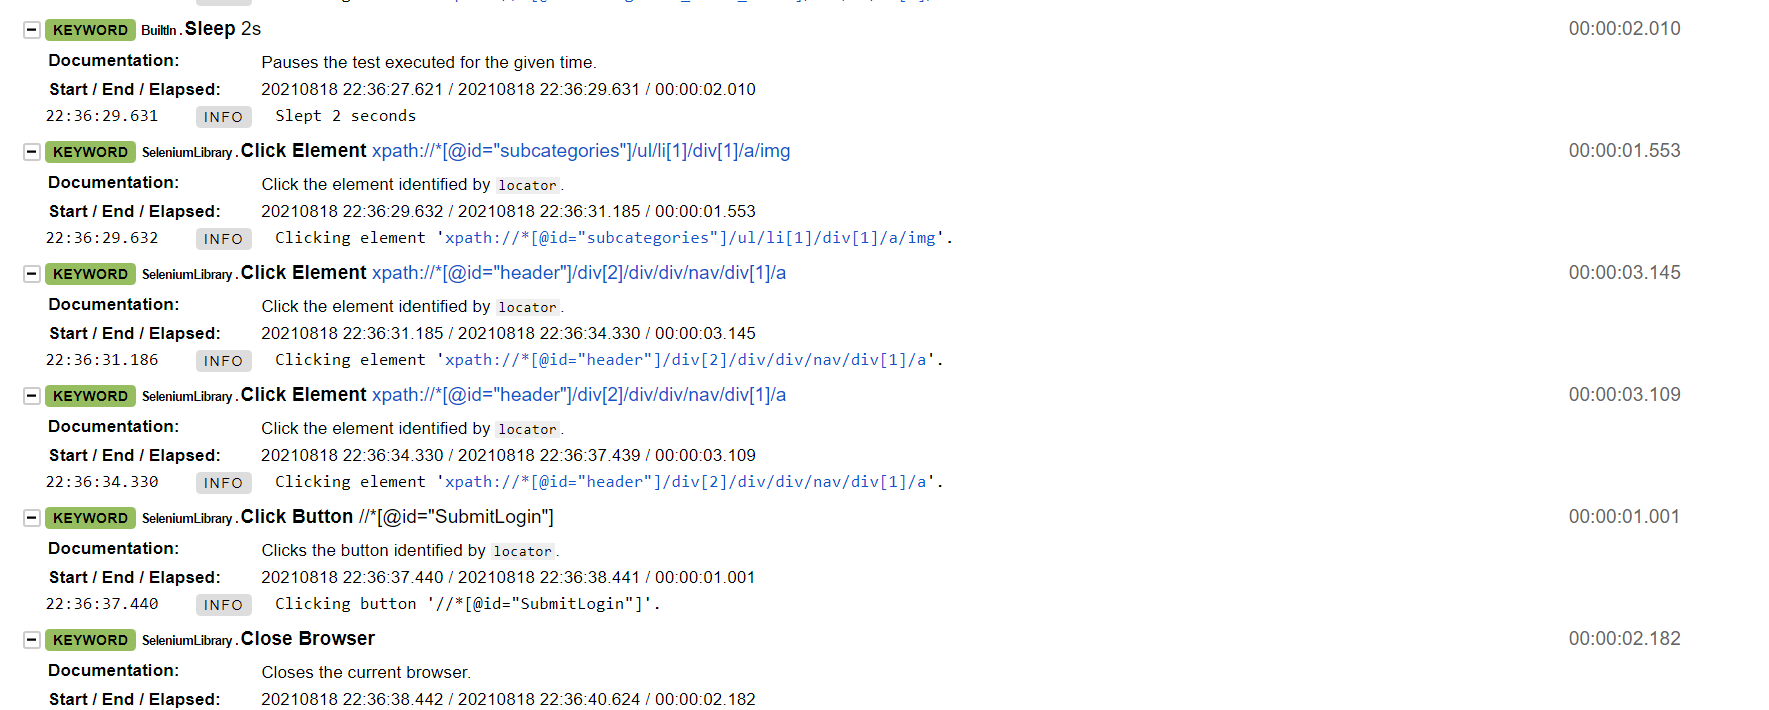 KEYWORD BuiltIn.Sleep 2s 00:00:02.010
Documentation: Pauses the test executed for the given time.
Start / End / Elapsed: 20210818 22:36:27.621 / 20210818 22:36:29.631 / 00:00:02.010
22:36:29.631 INFO Slept 2 seconds
KEYWORD SeleniumLibrary.Click Element xpath://*[@id="subcategories"]/ul/li[1]/div[1]/a/img 00:00:01.553
Documentation: Click the element identified by locator.
Start / End / Elapsed: 20210818 22:36:29.632 / 20210818 22:36:31.185 / 00:00:01.553
22:36:29.632 INFO Clicking element 'xpath://*[@id="subcategories"]/ul/li[1]/div[1]/a/img'.
KEYWORD SeleniumLibrary.Click Element xpath://*[@id="header"]/div[2]/div/div/nav/div[1]/a 00:00:03.145
Documentation: Click the element identified by locator.
Start / End / Elapsed: 20210818 22:36:31.185 / 20210818 22:36:34.330 / 00:00:03.145
22:36:31.186 INFO Clicking element 'xpath://*[@id="header"]/div[2]/div/div/nav/div[1]/a'.
KEYWORD SeleniumLibrary.Click Element xpath://*[@id="header"]/div[2]/div/div/nav/div[1]/a 00:00:03.109
Documentation: Click the element identified by locator.
Start / End / Elapsed: 20210818 22:36:34.330 / 20210818 22:36:37.439 / 00:00:03.109
22:36:34.330 INFO Clicking element 'xpath://*[@id="header"]/div[2]/div/div/nav/div[1]/a'.
KEYWORD SeleniumLibrary.Click Button //*[@id="SubmitLogin"] 00:00:01.001
Documentation: Clicks the button identified by locator.
Start / End / Elapsed: 20210818 22:36:37.440 / 20210818 22:36:38.441 / 00:00:01.001
22:36:37.440 INFO Clicking button '//*[@id="SubmitLogin"]'.
KEYWORD SeleniumLibrary.Close Browser 00:00:02.182
Documentation: Closes the current browser.
Start / End / Elapsed: 20210818 22:36:38.442 / 20210818 22:36:40.624 / 00:00:02.182